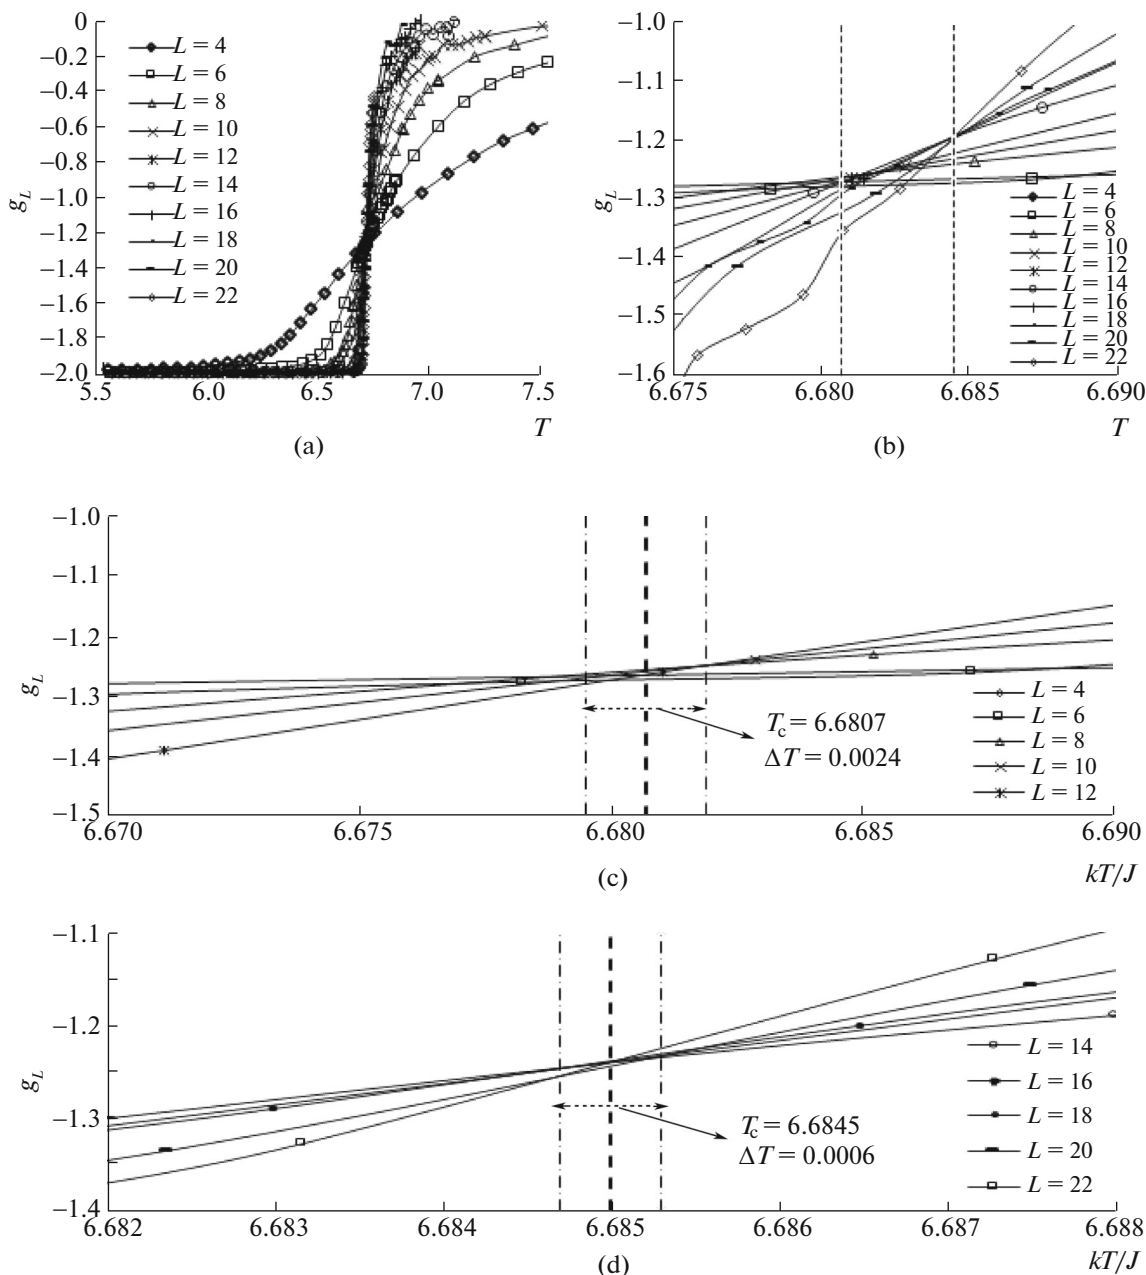 0
−0.2
−0.4
−0.6
−0.8
−1.0
−1.2
−1.4
−1.6
−1.8
−2.0
g_L
L = 4
L = 6
L = 8
L = 10
L = 12
L = 14
L = 16
L = 18
L = 20
L = 22
5.5 6.0 6.5 7.0 7.5
T
(a)
−1.0
−1.1
−1.2
−1.3
−1.4
−1.5
−1.6
g_L
L = 4
L = 6
L = 8
L = 10
L = 12
L = 14
L = 16
L = 18
L = 20
L = 22
6.675 6.680 6.685 6.690
T
(b)
−1.0
−1.1
−1.2
−1.3
−1.4
−1.5
g_L
T_c = 6.6807
ΔT = 0.0024
L = 4
L = 6
L = 8
L = 10
L = 12
6.670 6.675 6.680 6.685 6.690
(c) kT/J
−1.1
−1.2
−1.3
−1.4
g_L
T_c = 6.6845
ΔT = 0.0006
L = 14
L = 16
L = 18
L = 20
L = 22
6.682 6.683 6.684 6.685 6.686 6.687 6.688
(d) kT/J